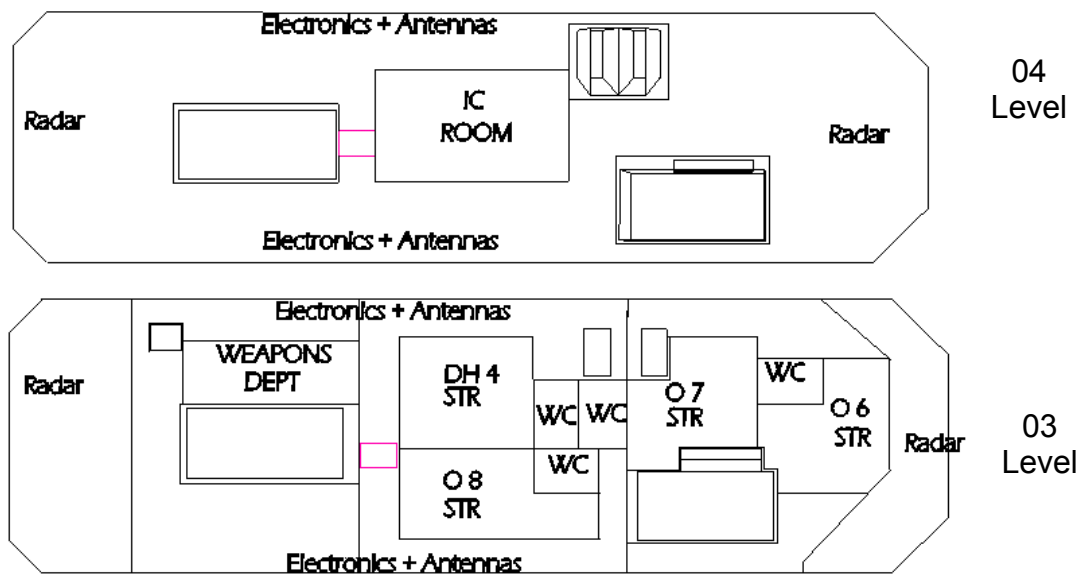 Electronics + Antennas
04
Level
IC
ROOM
Radar
Radar
Electronics + Antennas
Electronics + Antennas
WEAPONS
DEPT
Radar
DH 4
STR
WC
WC
O 7
STR
WC
O 6
STR
Radar
03
Level
WC
O 8
STR
Electronics + Antennas